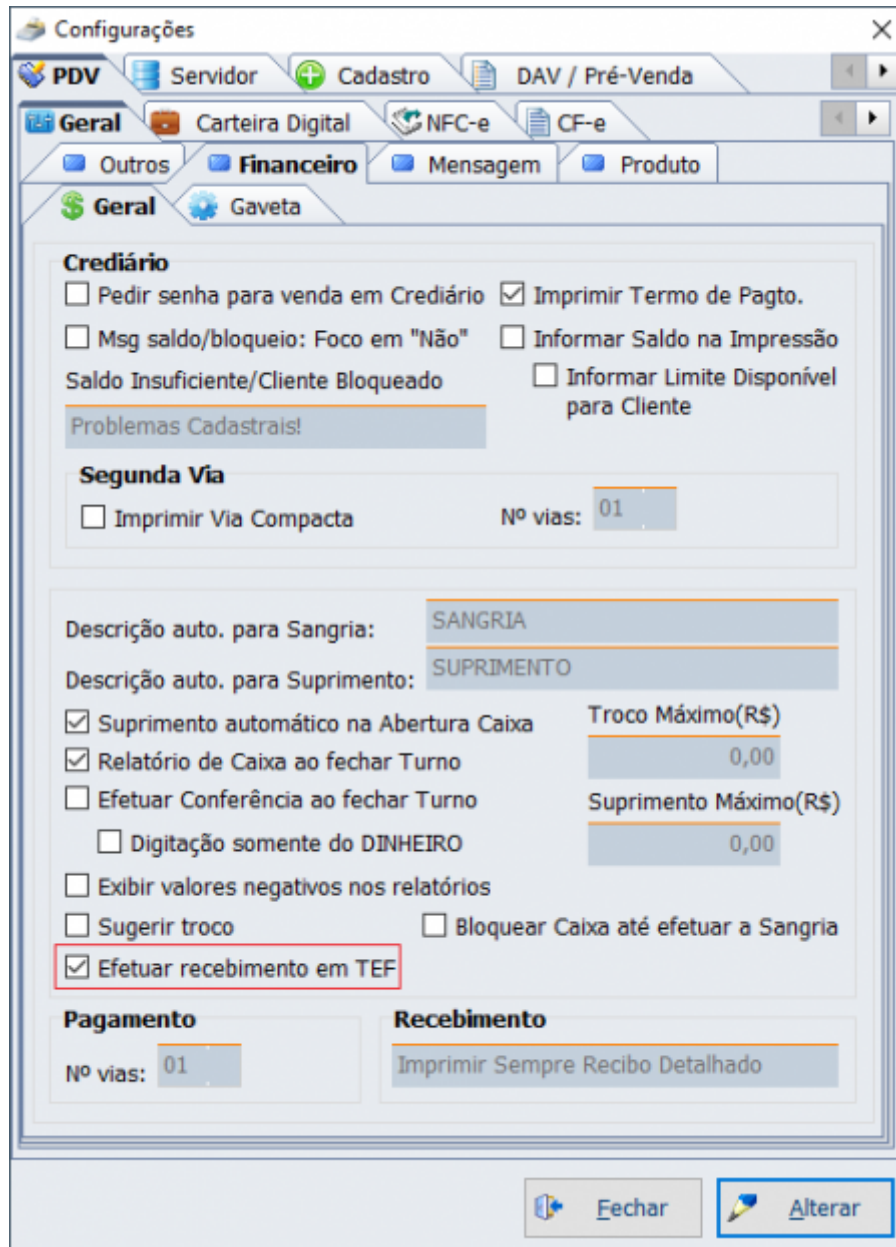 Configurações
PDV Servidor Cadastro DAV / Pré-Venda
Geral Carteira Digital NFC-e CF-e
Outros Financeiro Mensagem Produto
Geral Gaveta
Crediário
Pedir senha para venda em Crediário Imprimir Termo de Pagto.
Msg saldo/bloqueio: Foco em "Não" Informar Saldo na Impressão
Saldo Insuficiente/Cliente Bloqueado Informar Limite Disponível
para Cliente
Problemas Cadastrais!
Segunda Via
Imprimir Via Compacta Nº vias: 01
Descrição auto. para Sangria: SANGRIA
Descrição auto. para Suprimento: SUPRIMENTO
Suprimento automático na Abertura Caixa Troco Máximo(R$)
Relatório de Caixa ao fechar Turno 0,00
Efetuar Conferência ao fechar Turno Suprimento Máximo(R$)
Digitação somente do DINHEIRO 0,00
Exibir valores negativos nos relatórios
Sugerir troco Bloquear Caixa até efetuar a Sangria
Efetuar recebimento em TEF
Pagamento Recebimento
Nº vias: 01 Imprimir Sempre Recibo Detalhado
Fechar Alterar